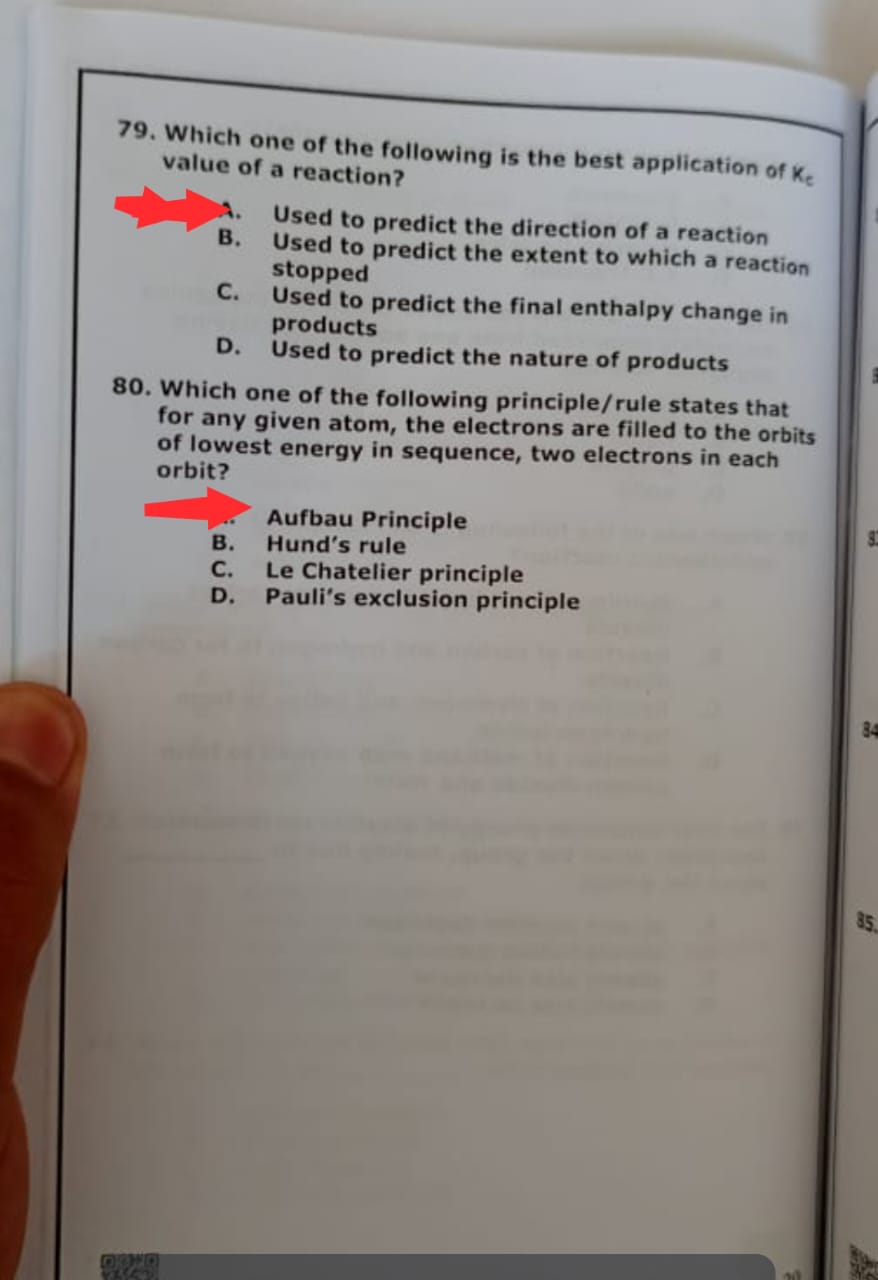 79. Which one of the following is the best application of Kc
value of a reaction?
A. Used to predict the direction of a reaction
B. Used to predict the extent to which a reaction
stopped
C. Used to predict the final enthalpy change in
products
D. Used to predict the nature of products
80. Which one of the following principle/rule states that
for any given atom, the electrons are filled to the orbits
of lowest energy in sequence, two electrons in each
orbit?
Aufbau Principle
B. Hund's rule
C. Le Chatelier principle
D. Pauli's exclusion principle
84
85.